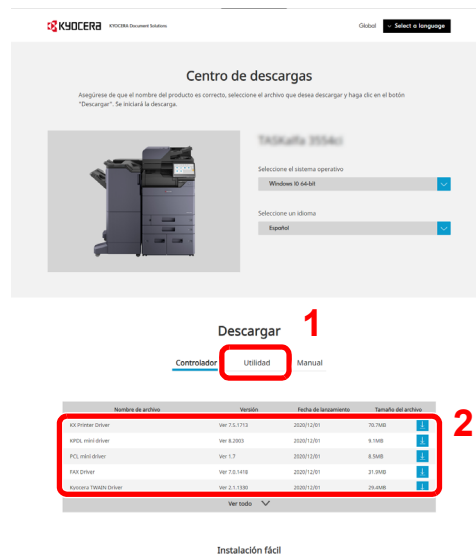 KYOCERA KYOCERA Document Solutions Global Select a language
Centro de descargas
Asegúrese de que el nombre del producto es correcto, seleccione el archivo que desea descargar y haga clic en el botón
"Descargar". Se iniciará la descarga.
TASKalfa 3554ci
Seleccione el sistema operativo
Windows 10 64-bit
Seleccione un idioma
Español
1
Descargar
Controlador Utilidad Manual
Nombre de archivo Versión Fecha de lanzamiento Tamaño del archivo
2
KX Printer Driver Ver 7.5.1713 2020/12/01 70.7MB
KPDL mini driver Ver 8.2003 2020/12/01 9.1MB
PCL mini driver Ver 1.7 2020/12/01 8.5MB
FAX Driver Ver 7.0.1418 2020/12/01 31.9MB
Kyocera TWAIN Driver Ver 2.1.1330 2020/12/01 29.4MB
Ver todo
Instalación fácil